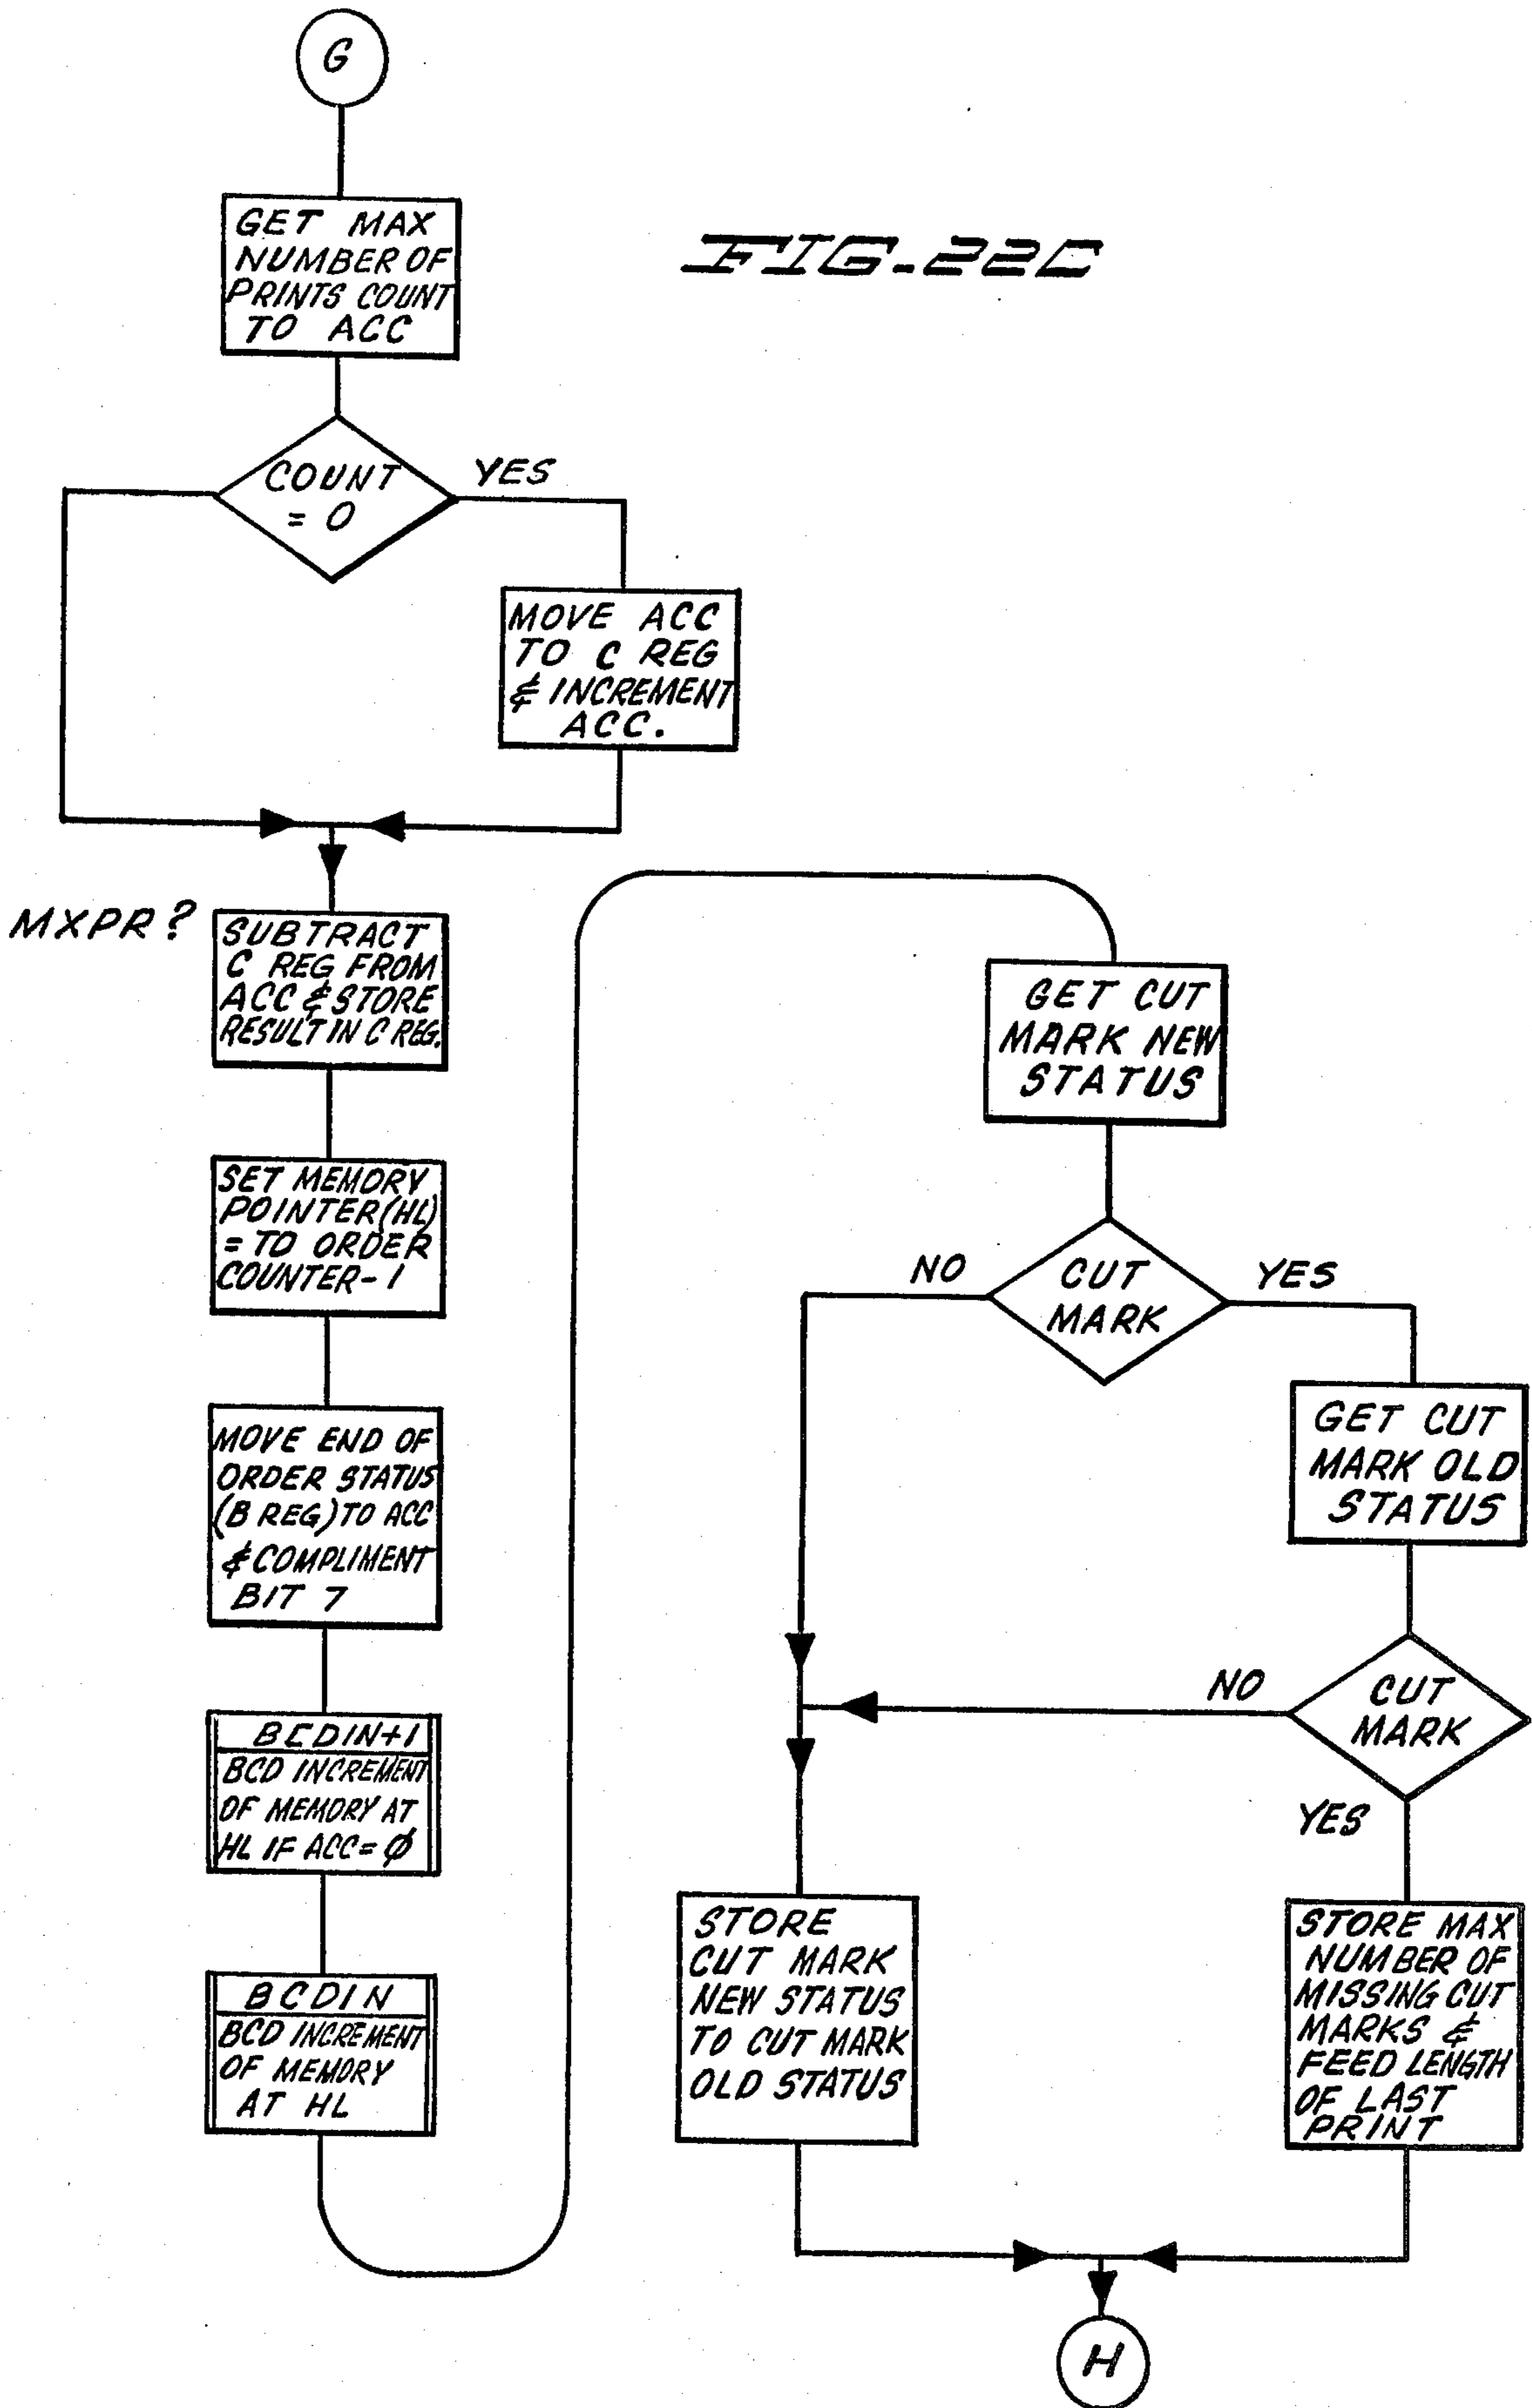 G
FIG.-22C
GET MAX
NUMBER OF
PRINTS COUNT
TO ACC
COUNT
= 0
YES
MOVE ACC
TO C REG
& INCREMENT
ACC.
MXPR?
SUBTRACT
C REG FROM
ACC & STORE
RESULT IN C REG.
SET MEMORY
POINTER(HL)
= TO ORDER
COUNTER-1
MOVE END OF
ORDER STATUS
(B REG) TO ACC
& COMPLIMENT
BIT 7
BCDIN+1
BCD INCREMENT
OF MEMORY AT
HL IF ACC=Ø
BCDIN
BCD INCREMENT
OF MEMORY
AT HL
GET CUT
MARK NEW
STATUS
NO
CUT
MARK
YES
GET CUT
MARK OLD
STATUS
NO
CUT
MARK
YES
STORE
CUT MARK
NEW STATUS
TO CUT MARK
OLD STATUS
STORE MAX
NUMBER OF
MISSING CUT
MARKS &
FEED LENGTH
OF LAST
PRINT
H